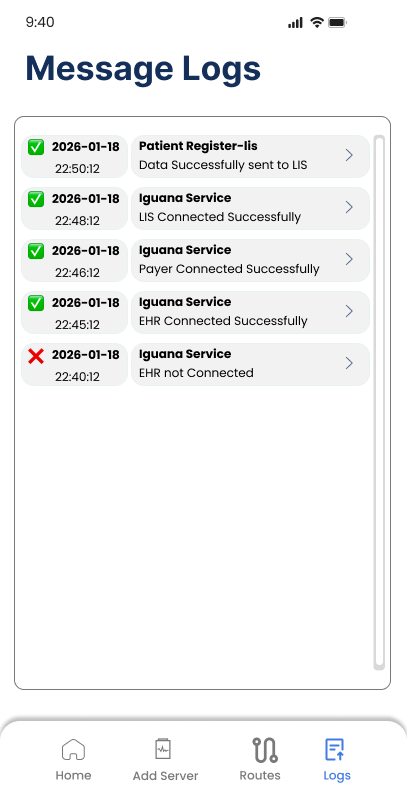 9:40
Message Logs
2026-01-18
22:50:12
Patient Register-lis
Data Successfully sent to LIS
2026-01-18
22:48:12
Iguana Service
LIS Connected Successfully
2026-01-18
22:46:12
Iguana Service
Payer Connected Successfully
2026-01-18
22:45:12
Iguana Service
EHR Connected Successfully
2026-01-18
22:40:12
Iguana Service
EHR not Connected
Home
Add Server
Routes
Logs